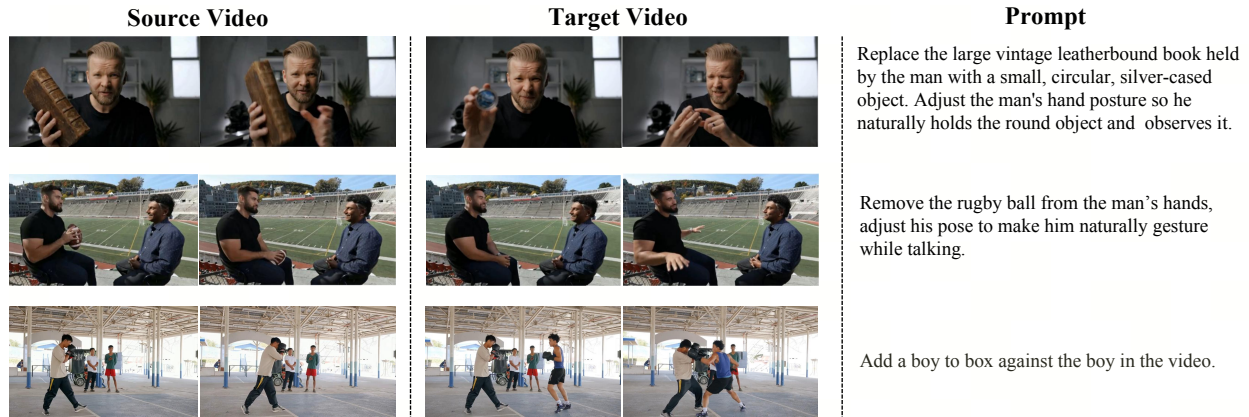 Source Video
Target Video
Prompt
Replace the large vintage leatherbound book held
by the man with a small, circular, silver-cased
object. Adjust the man's hand posture so he
naturally holds the round object and  observes it.
Remove the rugby ball from the man’s hands,
adjust his pose to make him naturally gesture
while talking.
Add a boy to box against the boy in the video.